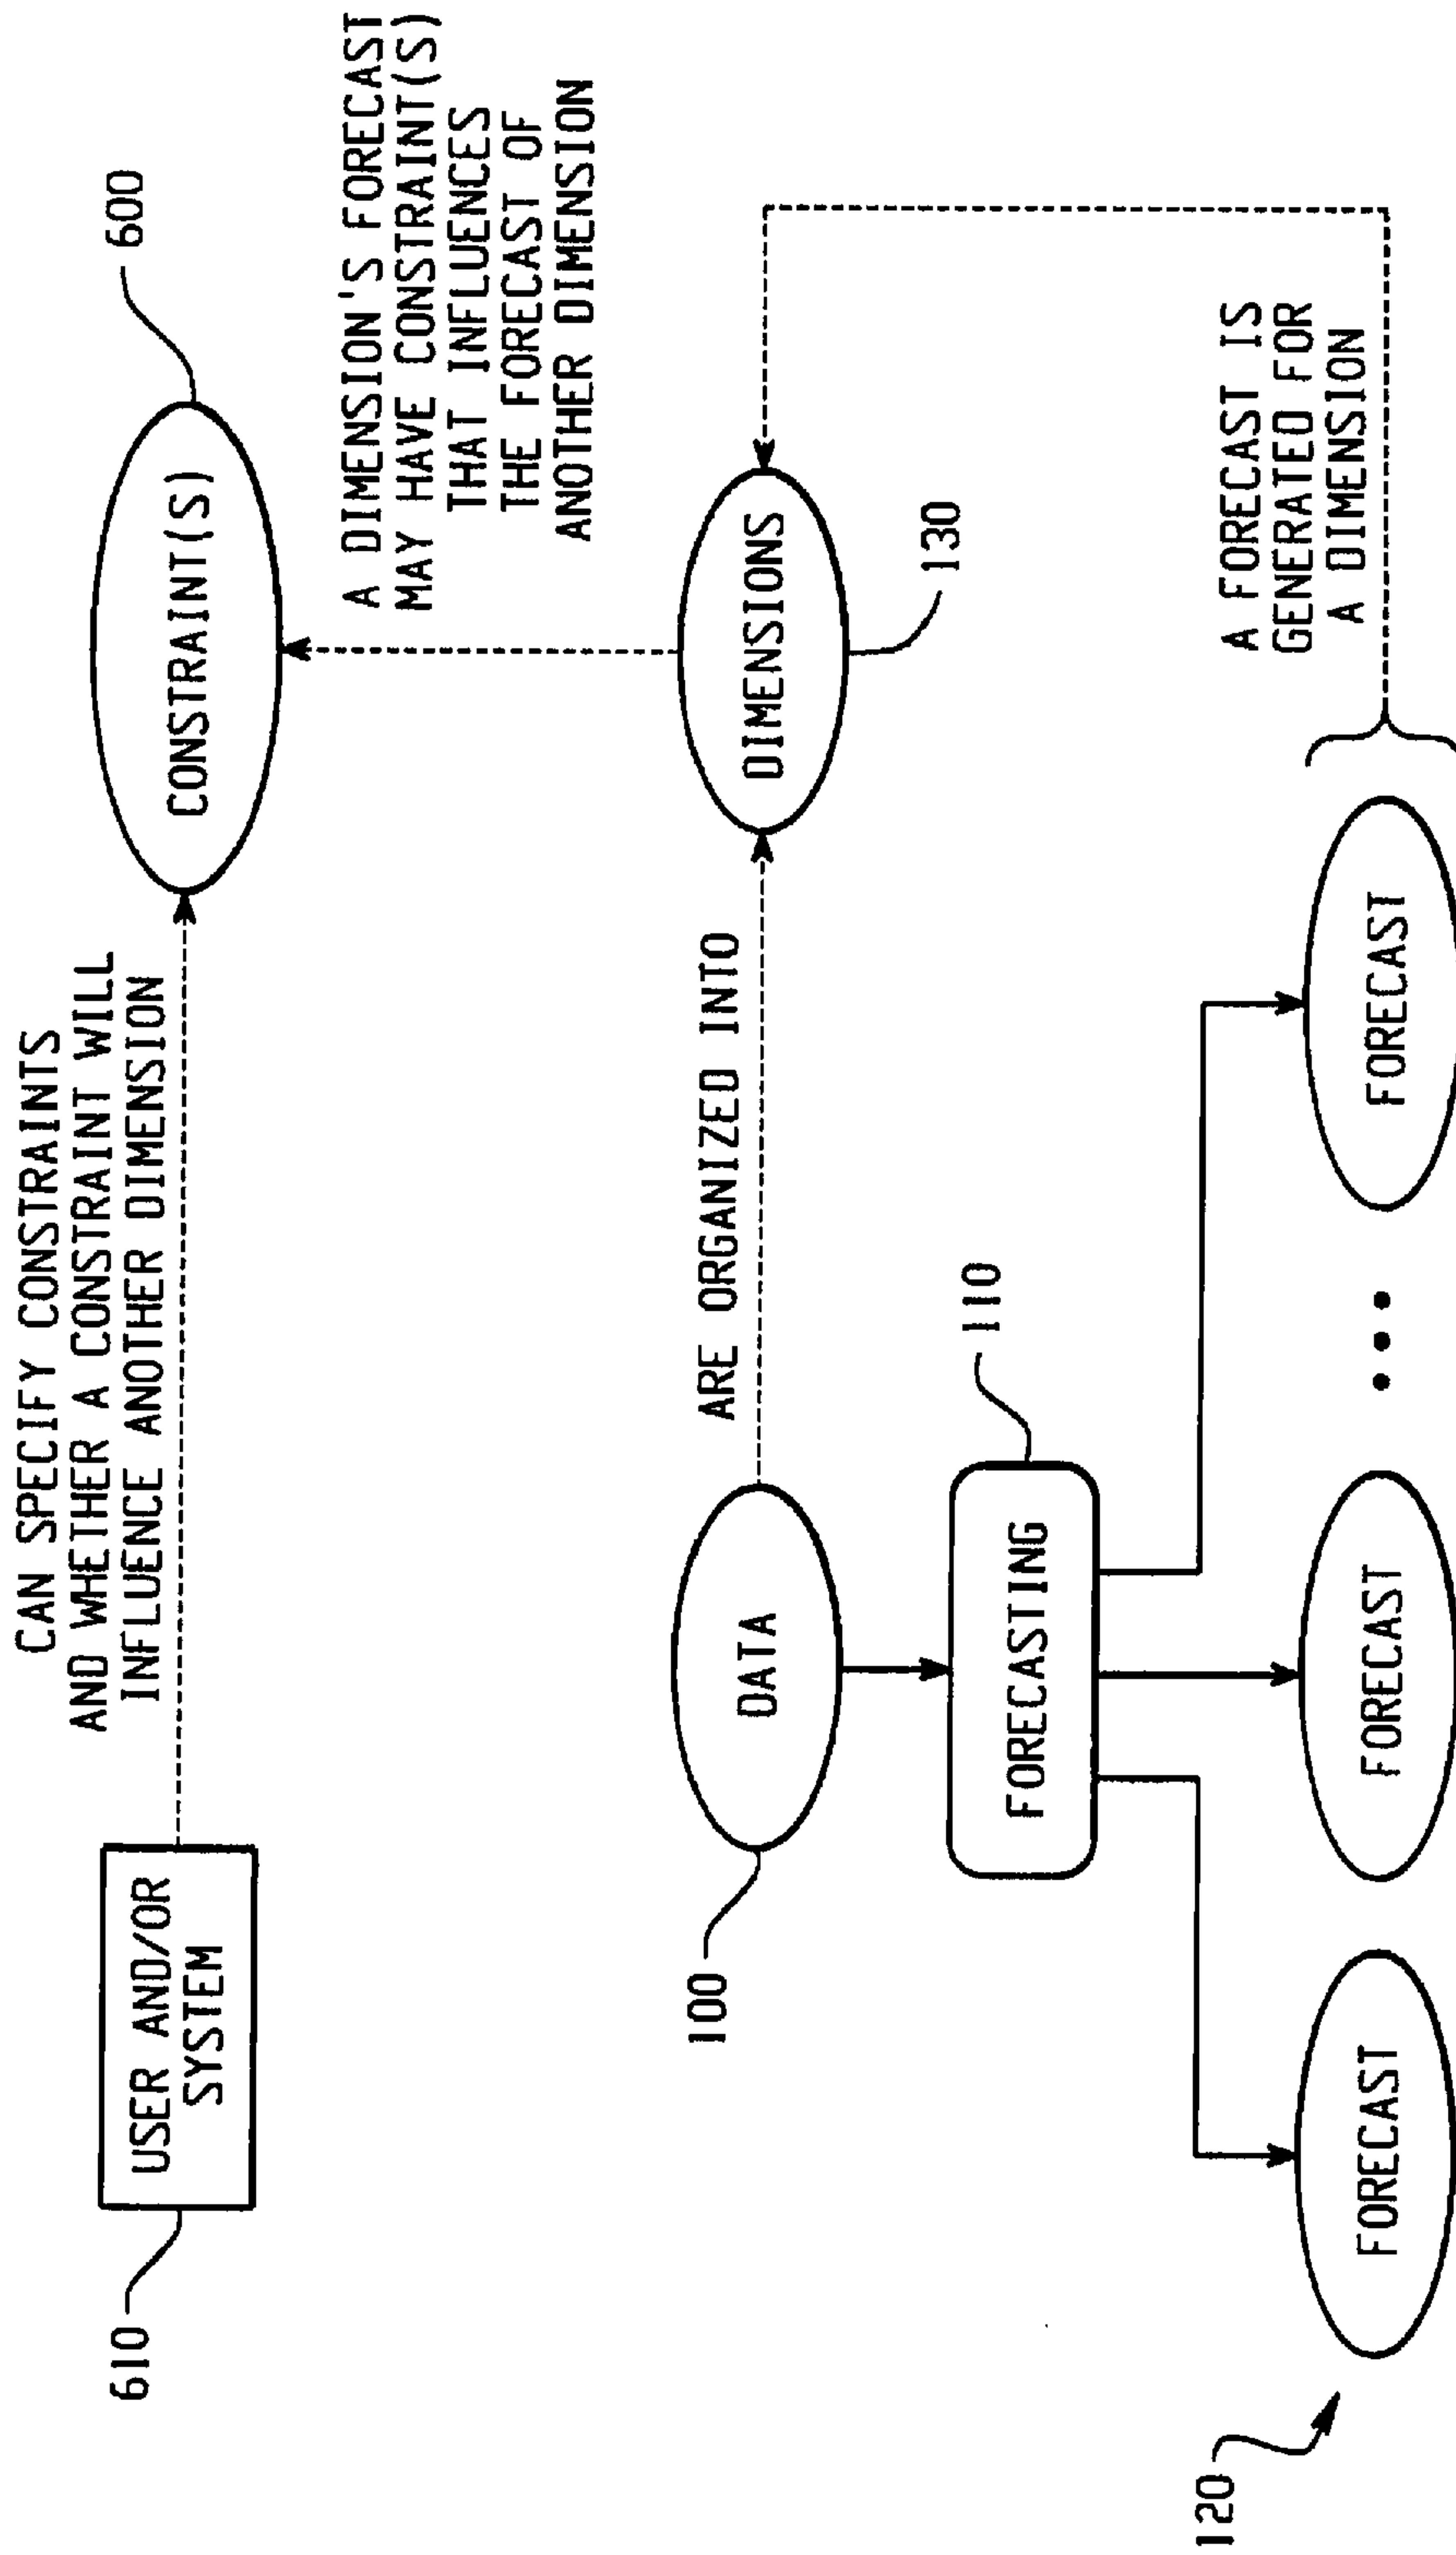 CAN SPECIFY CONSTRAINTS
AND WHETHER A CONSTRAINT WILL
INFLUENCE ANOTHER DIMENSION
610
USER AND/OR
SYSTEM
CONSTRAINT(S)
600
A DIMENSION'S FORECAST
MAY HAVE CONSTRAINT(S)
THAT INFLUENCES
THE FORECAST OF
ANOTHER DIMENSION
100
DATA
ARE ORGANIZED INTO
DIMENSIONS
130
FORECASTING
110
A FORECAST IS
GENERATED FOR
A DIMENSION
120
FORECAST
FORECAST
• • •
FORECAST